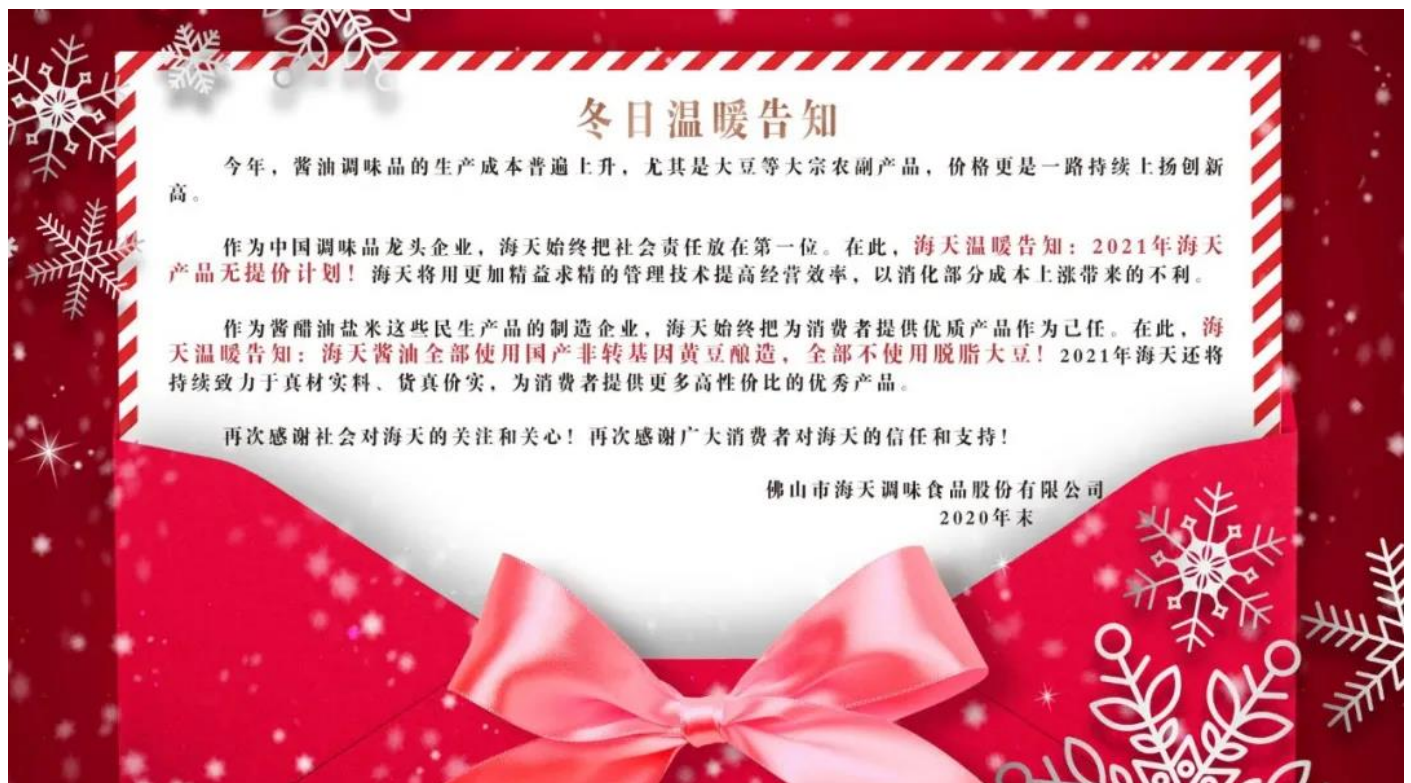 冬日温暖告知
今年，酱油调味品的生产成本普遍上升，尤其是大豆等大宗农副产品，价格更是一路持续上扬创新
高。
作为中国调味品龙头企业，海天始终把社会责任放在第一位。在此，海天温暖告知：2021年海天
产品无提价计划！海天将用更加精益求精的管理技术提高经营效率，以消化部分成本上涨带来的不利。
作为酱醋油盐米这些民生产品的制造企业，海天始终把为消费者提供优质产品作为己任。在此，海
天温暖告知：海天酱油全部使用国产非转基因黄豆酿造，全部不使用脱脂大豆！2021年海天还将
持续致力于真材实料、货真价实，为消费者提供更多高性价比的优秀产品。
再次感谢社会对海天的关注和关心！再次感谢广大消费者对海天的信任和支持！
佛山市海天调味食品股份有限公司
2020年末